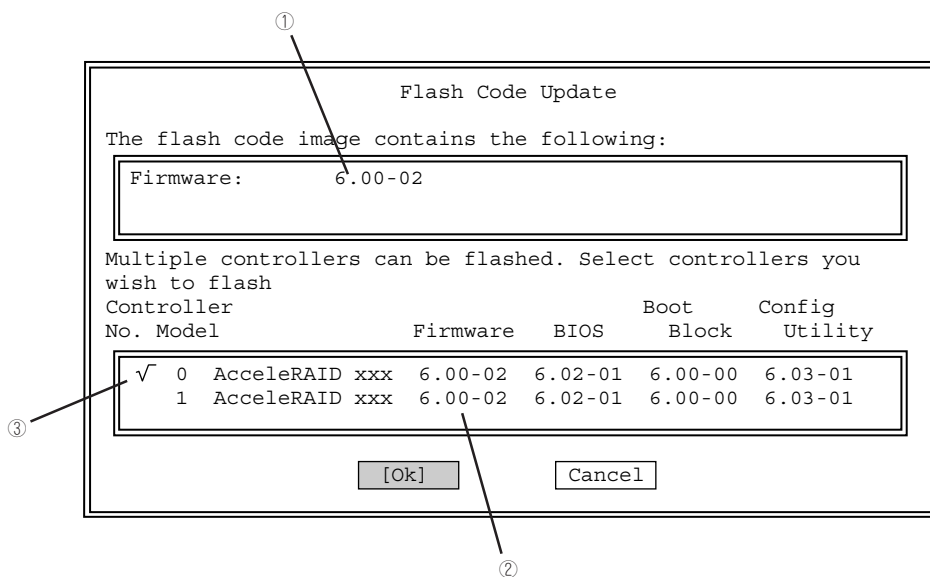 ①
Flash Code Update
The flash code image contains the following:
Firmware: 6.00-02
Multiple controllers can be flashed. Select controllers you
wish to flash
Controller Boot Config
No. Model Firmware BIOS Block Utility
√ 0 AcceleRAID xxx 6.00-02 6.02-01 6.00-00 6.03-01
1 AcceleRAID xxx 6.00-02 6.02-01 6.00-00 6.03-01
③
[Ok] Cancel
②